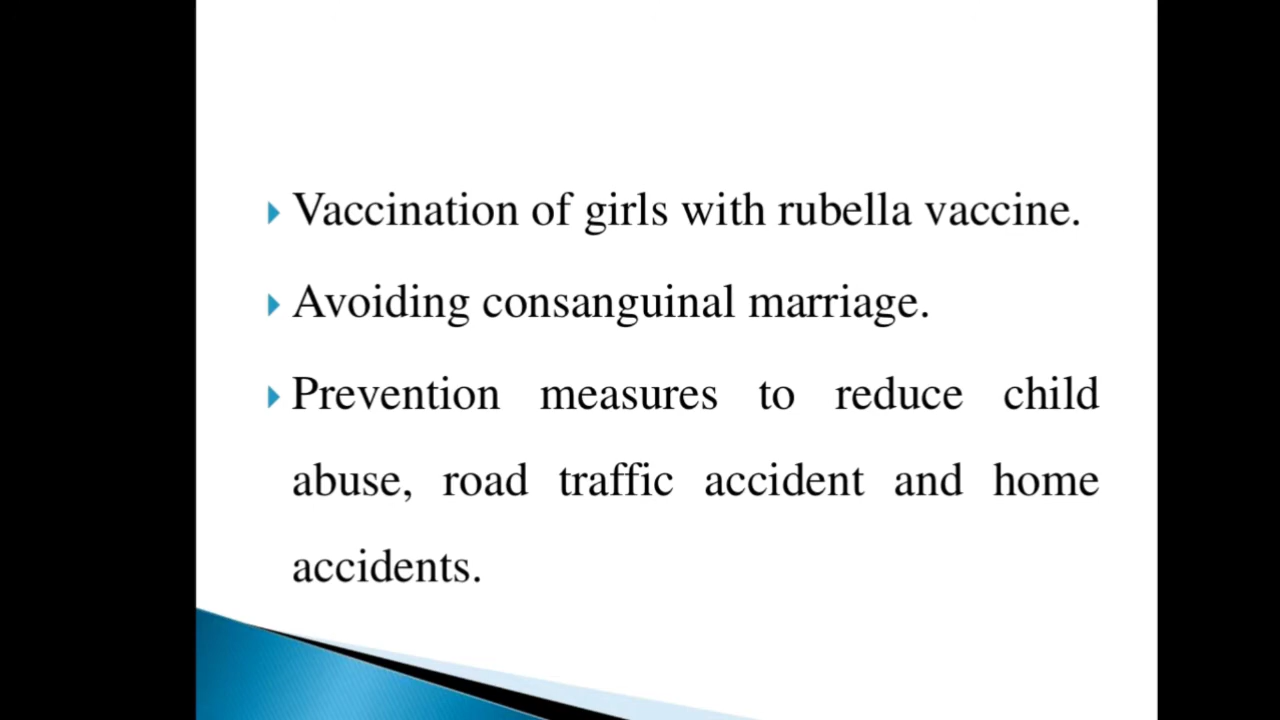 Vaccination of girls with rubella vaccine.
Avoiding consanguinal marriage.
Prevention measures to reduce child
abuse, road traffic accident and home
accidents.